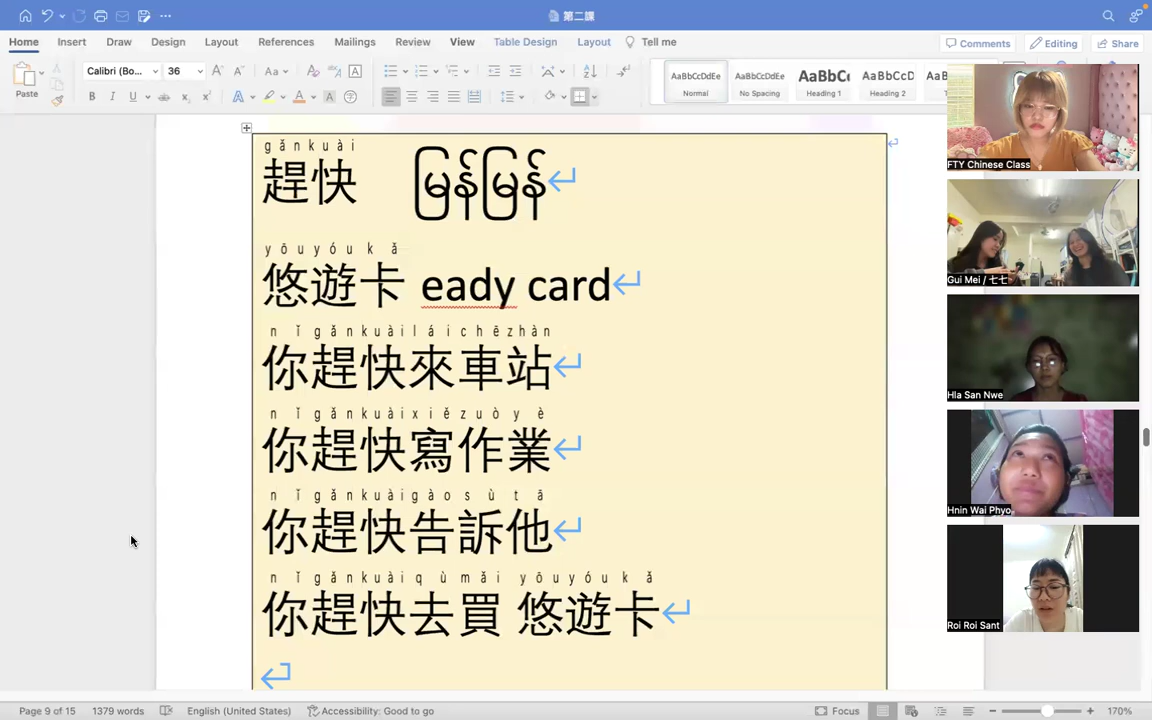 第二課
Home Insert Draw Design Layout References Mailings Review View Table Design Layout Tell me Comments Editing Share
Calibri (Bo... 36
Paste
AaBbCcDdEe AaBbCcDdEe AaBbCc AaBbCcD
Normal No Spacing Heading 1 Heading 2
gǎnkuài
趕快 မြန်မြန်
yōuyóukǎ
悠遊卡 eady card
nǐgǎnkuàiláichēzhàn
你趕快來車站
nǐgǎnkuàixiězuòyè
你趕快寫作業
nǐgǎnkuàigàosùtā
你趕快告訴他
nǐgǎnkuàiqùmǎi yōuyóukǎ
你趕快去買 悠遊卡
FTY Chinese Class
Gui Mei / 七七
Hla San Nwe
Hnin Wai Phyo
Roi Roi Sant
Page 9 of 15 1379 words English (United States) Accessibility: Good to go Focus 170%